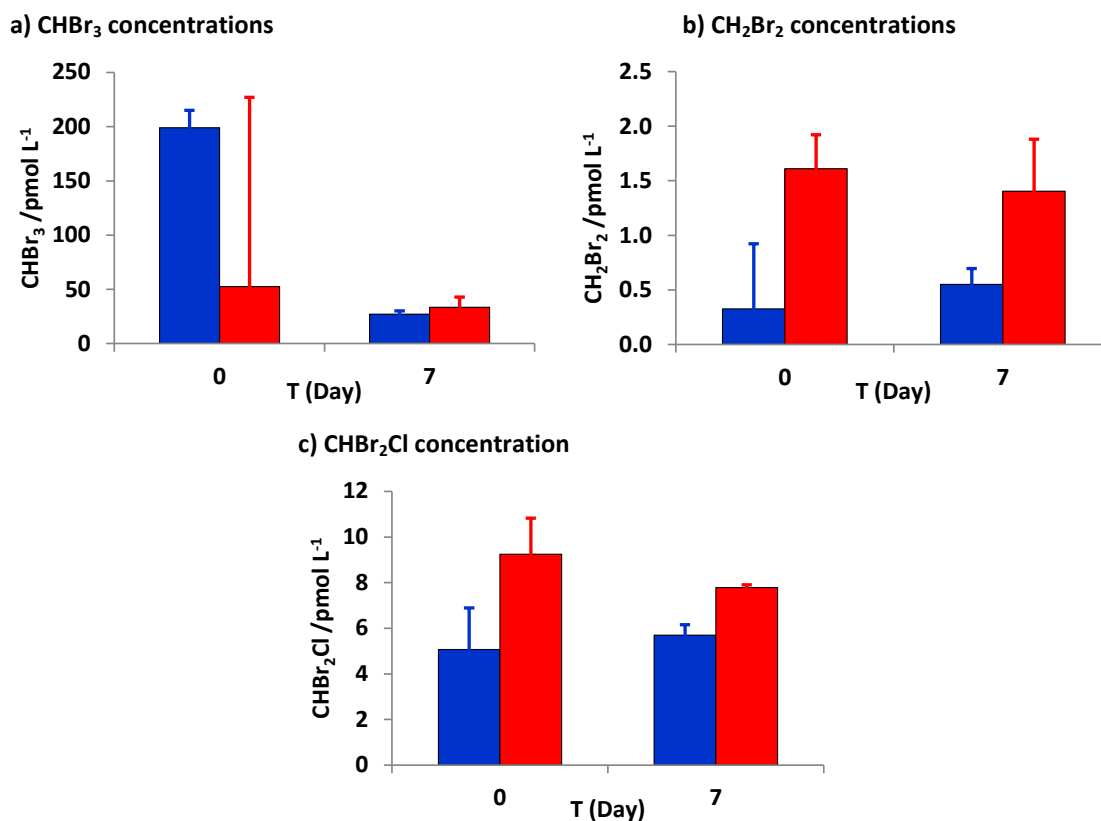 a) CHBr₃ concentrations
250
200
150
100
50
0
CHBr₃ /pmol L⁻¹
0
7
T (Day)
b) CH₂Br₂ concentrations
2.5
2.0
1.5
1.0
0.5
0.0
CH₂Br₂ /pmol L⁻¹
0
7
T (Day)
c) CHBr₂Cl concentration
12
10
8
6
4
2
0
CHBr₂Cl /pmol L⁻¹
0
7
T (Day)